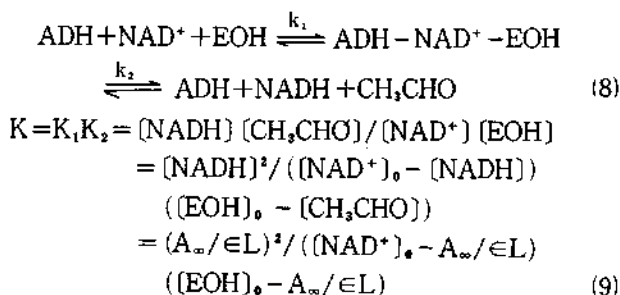 k₁
ADH+NAD⁺+EOH ⇌ ADH−NAD⁺−EOH
k₂
⇌ ADH+NADH+CH₃CHO (8)
K=K₁K₂=[NADH][CH₃CHO]/[NAD⁺][EOH]
=[NADH]²/([NAD⁺]₀−[NADH])
([EOH]₀−[CH₃CHO])
=(A∞/∈L)²/([NAD⁺]₀−A∞/∈L)
([EOH]₀−A∞/∈L) (9)